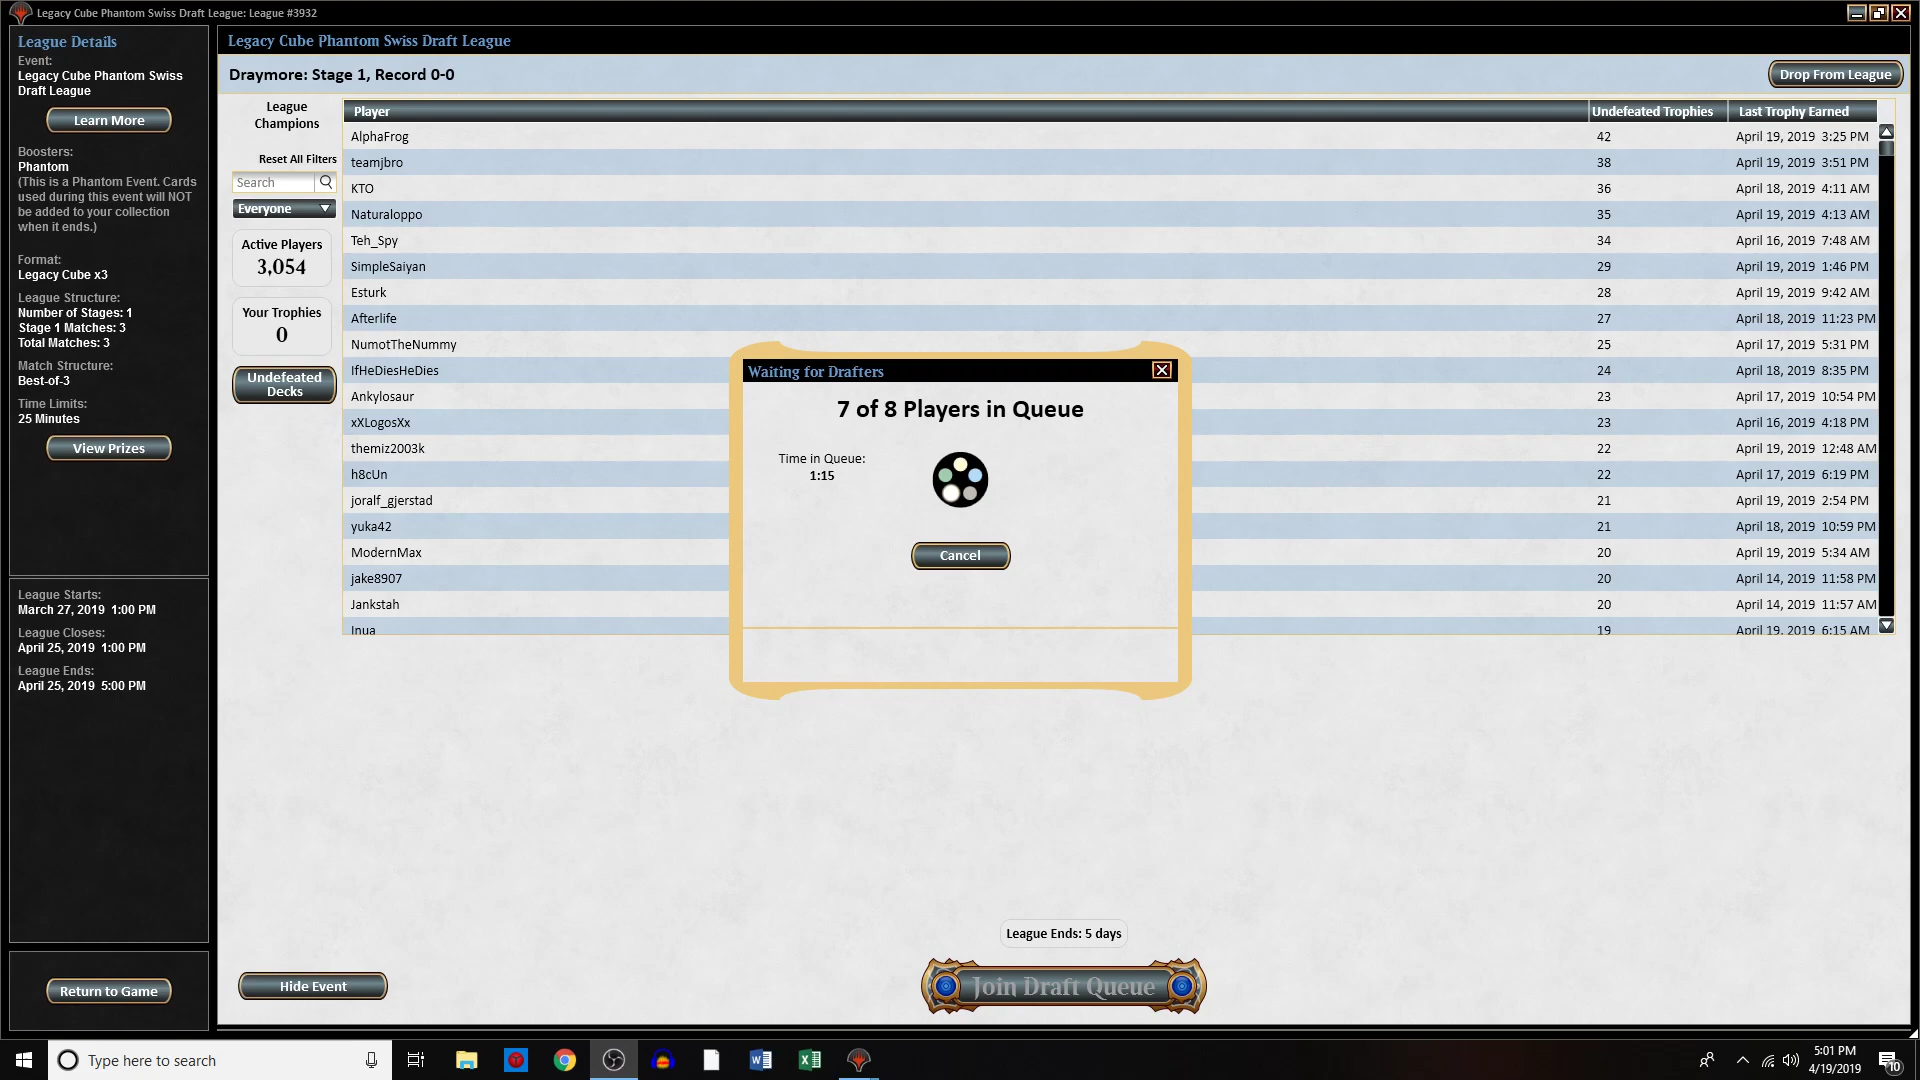 Legacy Cube Phantom Swiss Draft League: League #3932
League Details
Event:
Legacy Cube Phantom Swiss
Draft League
Learn More
Boosters:
Phantom
(This is a Phantom Event. Cards
used during this event will NOT
be added to your collection
when it ends.)
Format:
Legacy Cube x3
League Structure:
Number of Stages: 1
Stage 1 Matches: 3
Total Matches: 3
Match Structure:
Best-of-3
Time Limits:
25 Minutes
View Prizes
League Starts:
March 27, 2019 1:00 PM
League Closes:
April 25, 2019 1:00 PM
League Ends:
April 25, 2019 5:00 PM
Return to Game
Legacy Cube Phantom Swiss Draft League
Draymore: Stage 1, Record 0-0
Drop From League
League
Champions
Reset All Filters
Search
Everyone
Active Players
3,054
Your Trophies
0
Undefeated
Decks
Player Undefeated Trophies Last Trophy Earned
AlphaFrog 42 April 19, 2019 3:25 PM
teamjbro 38 April 19, 2019 3:51 PM
KTO 36 April 18, 2019 4:11 AM
Naturaloppo 35 April 19, 2019 4:13 AM
Teh_Spy 34 April 16, 2019 7:48 AM
SimpleSaiyan 29 April 19, 2019 1:46 PM
Esturk 28 April 19, 2019 9:42 AM
Afterlife 27 April 18, 2019 11:23 PM
NumotTheNummy 25 April 17, 2019 5:31 PM
IfHeDiesHeDies 24 April 18, 2019 8:35 PM
Ankylosaur 23 April 17, 2019 10:54 PM
xXLogosXx 23 April 16, 2019 4:18 PM
themiz2003k 22 April 19, 2019 12:48 AM
h8cUn 22 April 17, 2019 6:19 PM
joralf_gjerstad 21 April 19, 2019 2:54 PM
yuka42 21 April 18, 2019 10:59 PM
ModernMax 20 April 19, 2019 5:34 AM
jake8907 20 April 14, 2019 11:58 PM
Jankstah 20 April 14, 2019 11:57 AM
Inua 19 April 19, 2019 6:15 AM
Waiting for Drafters
7 of 8 Players in Queue
Time in Queue:
1:15
Cancel
League Ends: 5 days
Hide Event
Join Draft Queue
Type here to search
5:01 PM
4/19/2019
10